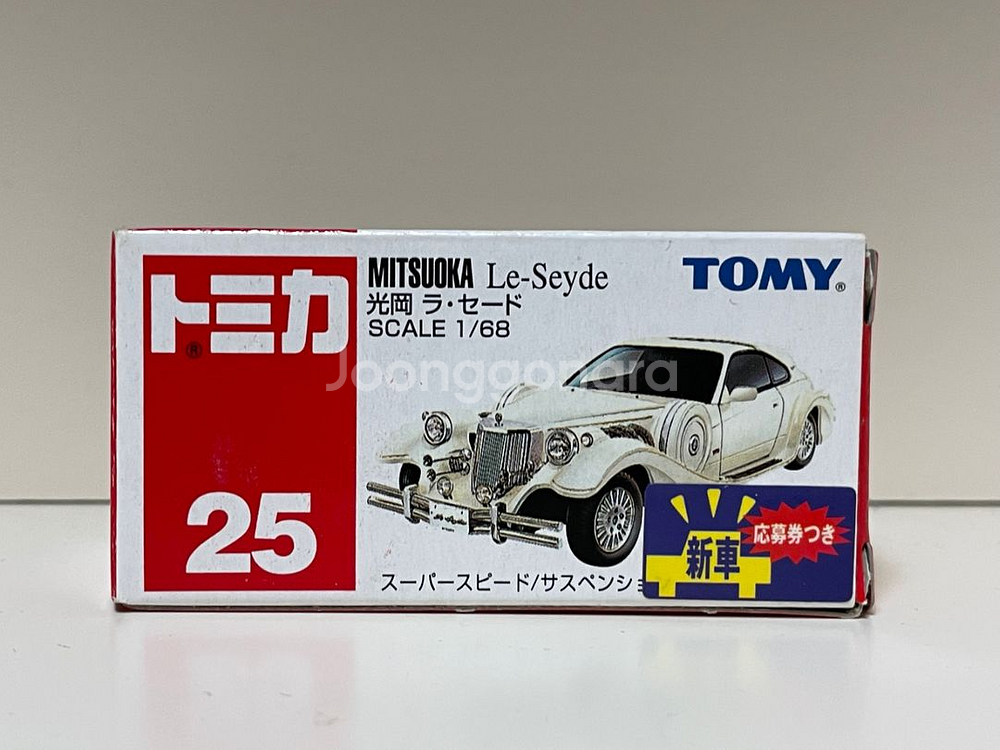 トミカ®
25
MITSUOKA Le-Seyde
光岡 ラ・セード
SCALE 1/68
TOMY®
Joonggonara
スーパースピード/サスペンショ
新車
応募券つき